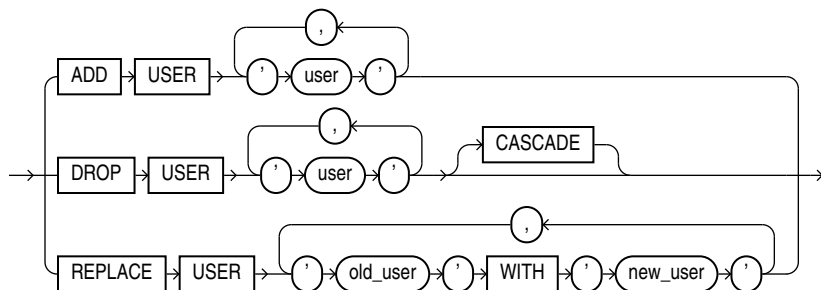 ,
ADD USER ’ user ’
,
DROP USER ’ user ’ CASCADE
,
REPLACE USER ’ old_user ’ WITH ’ new_user ’